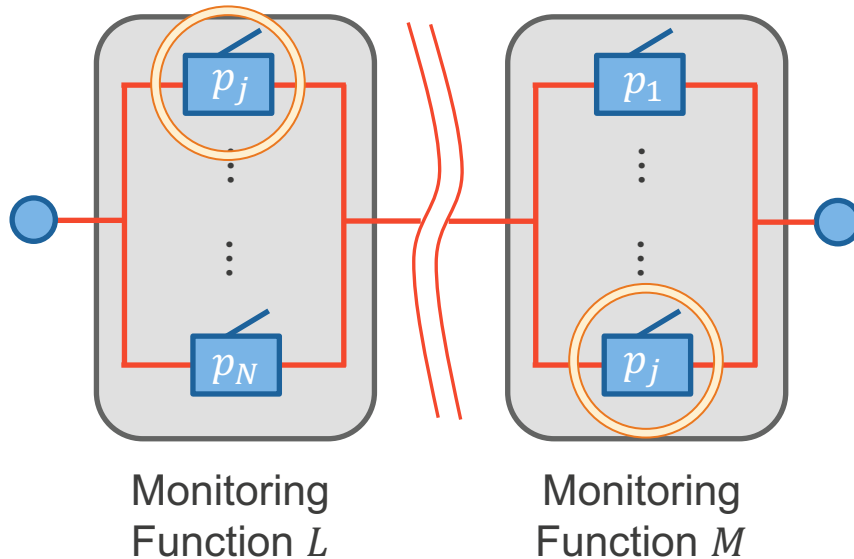 p_j
p_1
⋮
⋮
⋮
⋮
p_N
p_j
Monitoring
Function L
Monitoring
Function M